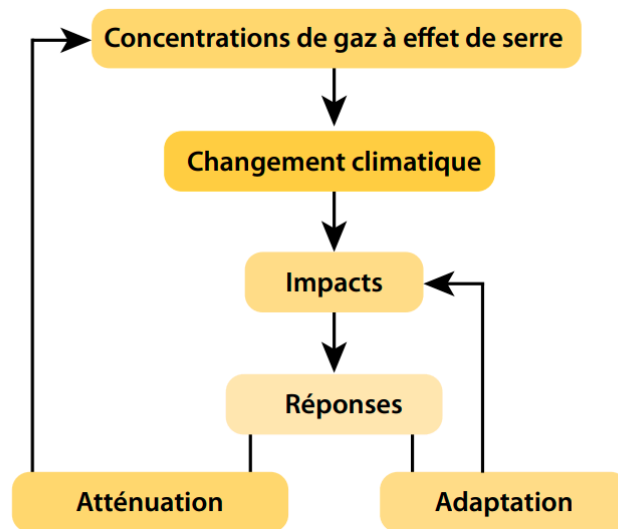 Concentrations de gaz à effet de serre
Changement climatique
Impacts
Réponses
Atténuation
Adaptation